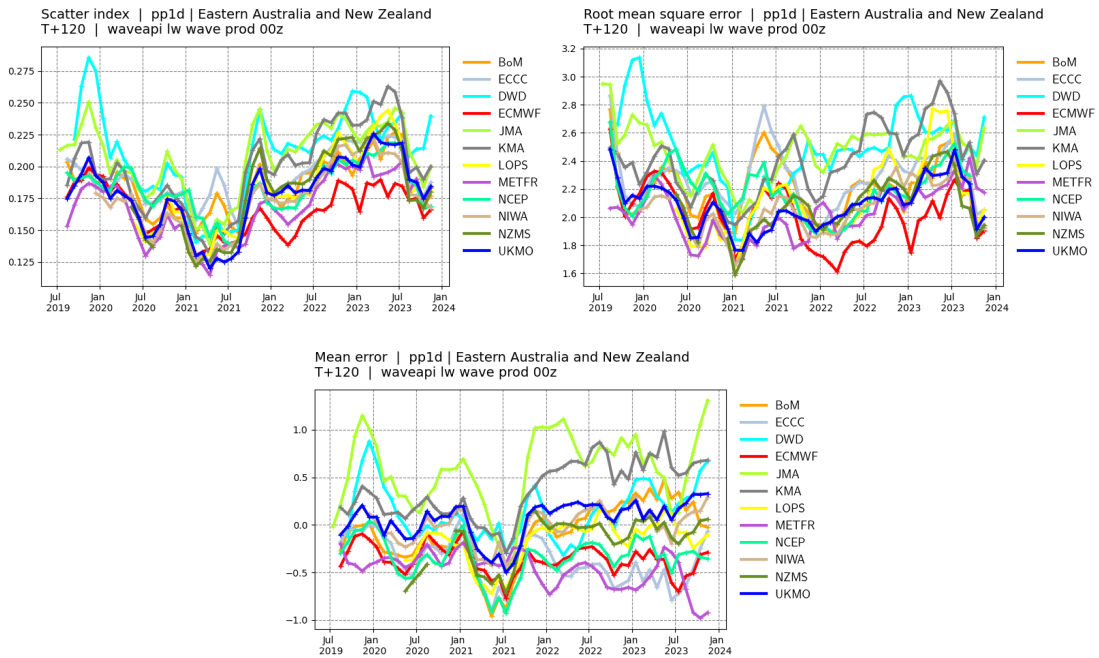 Scatter index | pp1d | Eastern Australia and New Zealand
T+120 | waveapi lw wave prod 00z
0.275
0.250
0.225
0.200
0.175
0.150
0.125
Jul 2019
Jan 2020
Jul 2020
Jan 2021
Jul 2021
Jan 2022
Jul 2022
Jan 2023
Jul 2023
Jan 2024
BoM
ECCC
DWD
ECMWF
JMA
KMA
LOPS
METFR
NCEP
NIWA
NZMS
UKMO
Root mean square error | pp1d | Eastern Australia and New Zealand
T+120 | waveapi lw wave prod 00z
3.2
3.0
2.8
2.6
2.4
2.2
2.0
1.8
1.6
Jul 2019
Jan 2020
Jul 2020
Jan 2021
Jul 2021
Jan 2022
Jul 2022
Jan 2023
Jul 2023
Jan 2024
BoM
ECCC
DWD
ECMWF
JMA
KMA
LOPS
METFR
NCEP
NIWA
NZMS
UKMO
Mean error | pp1d | Eastern Australia and New Zealand
T+120 | waveapi lw wave prod 00z
1.0
0.5
0.0
−0.5
−1.0
Jul 2019
Jan 2020
Jul 2020
Jan 2021
Jul 2021
Jan 2022
Jul 2022
Jan 2023
Jul 2023
Jan 2024
BoM
ECCC
DWD
ECMWF
JMA
KMA
LOPS
METFR
NCEP
NIWA
NZMS
UKMO